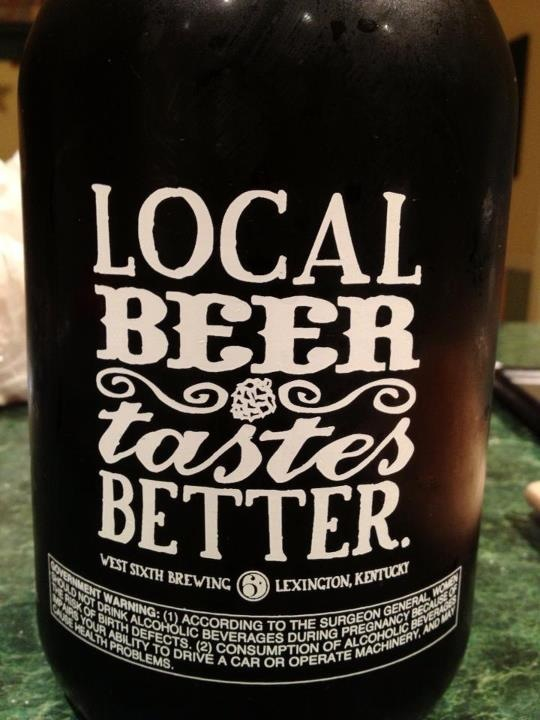 LOCAL
BEER
tastes
BETTER.
WEST SIXTH BREWING 6 LEXINGTON, KENTUCKY
GOVERNMENT WARNING: (1) ACCORDING TO THE SURGEON GENERAL, WOMEN
SHOULD NOT DRINK ALCOHOLIC BEVERAGES DURING PREGNANCY BECAUSE OF
THE RISK OF BIRTH DEFECTS. (2) CONSUMPTION OF ALCOHOLIC BEVERAGES
IMPAIRS YOUR ABILITY TO DRIVE A CAR OR OPERATE MACHINERY, AND MAY
CAUSE HEALTH PROBLEMS.